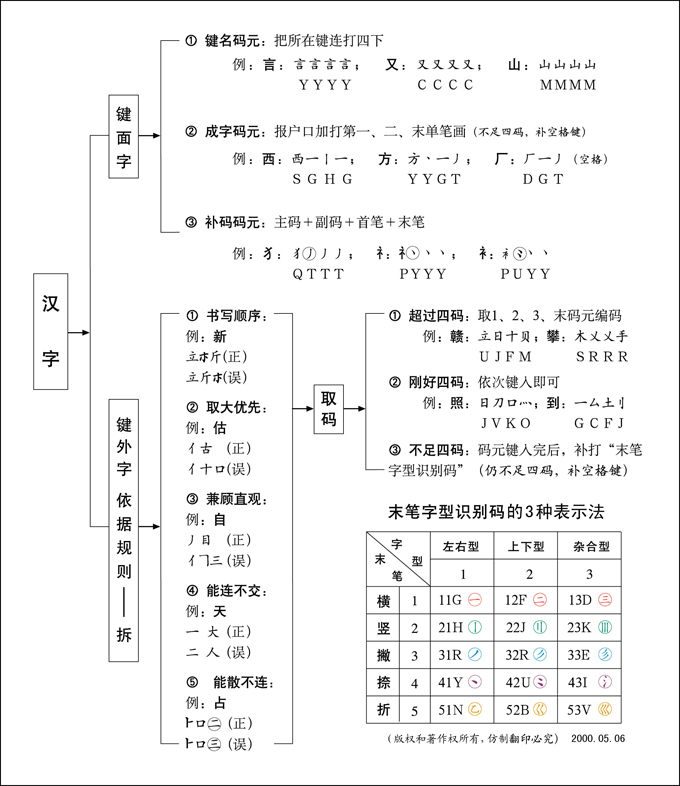 汉字
键面字
① 键名码元：把所在键连打四下
例：言：言言言言； 又：又又又又； 山：山山山山
Y Y Y Y C C C C M M M M
② 成字码元：报户口加打第一、二、末单笔画（不足四码，补空格键）
例：西：西一丨一； 方：方丶一丿 厂：厂一丿（空格）
S G H G Y Y G T D G T
③ 补码码元：主码＋副码＋首笔＋末笔
例：犭：犭㇓丿丿； 礻：礻丶丶丶； 衤：衤⺀丶丶
Q T T T P Y Y Y P U Y Y
键外字 依据规则——拆
① 书写顺序：
例：新
立木斤(正)
立斤木(误)
② 取大优先：
例：估
亻古 (正)
亻十口(误)
③ 兼顾直观：
例：自
丿目 (正)
亻𠃍三(误)
④ 能连不交：
例：天
一 大 (正)
二 人 (误)
⑤ 能散不连：
例：占
⺊口㊁(正)
⺊口㊂(误)
取码
① 超过四码：取1、2、3、末码元编码
例：赣：立日十贝；攀：木乂乂手
U J F M S R R R
② 刚好四码：依次键入即可
例：照：日刀口灬；到：一厶土刂
J V K O G C F J
③ 不足四码：码元键入完后，补打“末笔
字型识别码”（仍不足四码，补空格键）
末笔字型识别码的3种表示法
字型 末笔 左右型 上下型 杂合型
1 2 3
横 1 11G ㊀ 12F ㊁ 13D ㊂
竖 2 21H 22J 23K
撇 3 31R 32R 33E
捺 4 41Y 42U 43I
折 5 51N 52B 53V
（版权和著作权所有，仿制翻印必究） 2000.05.06